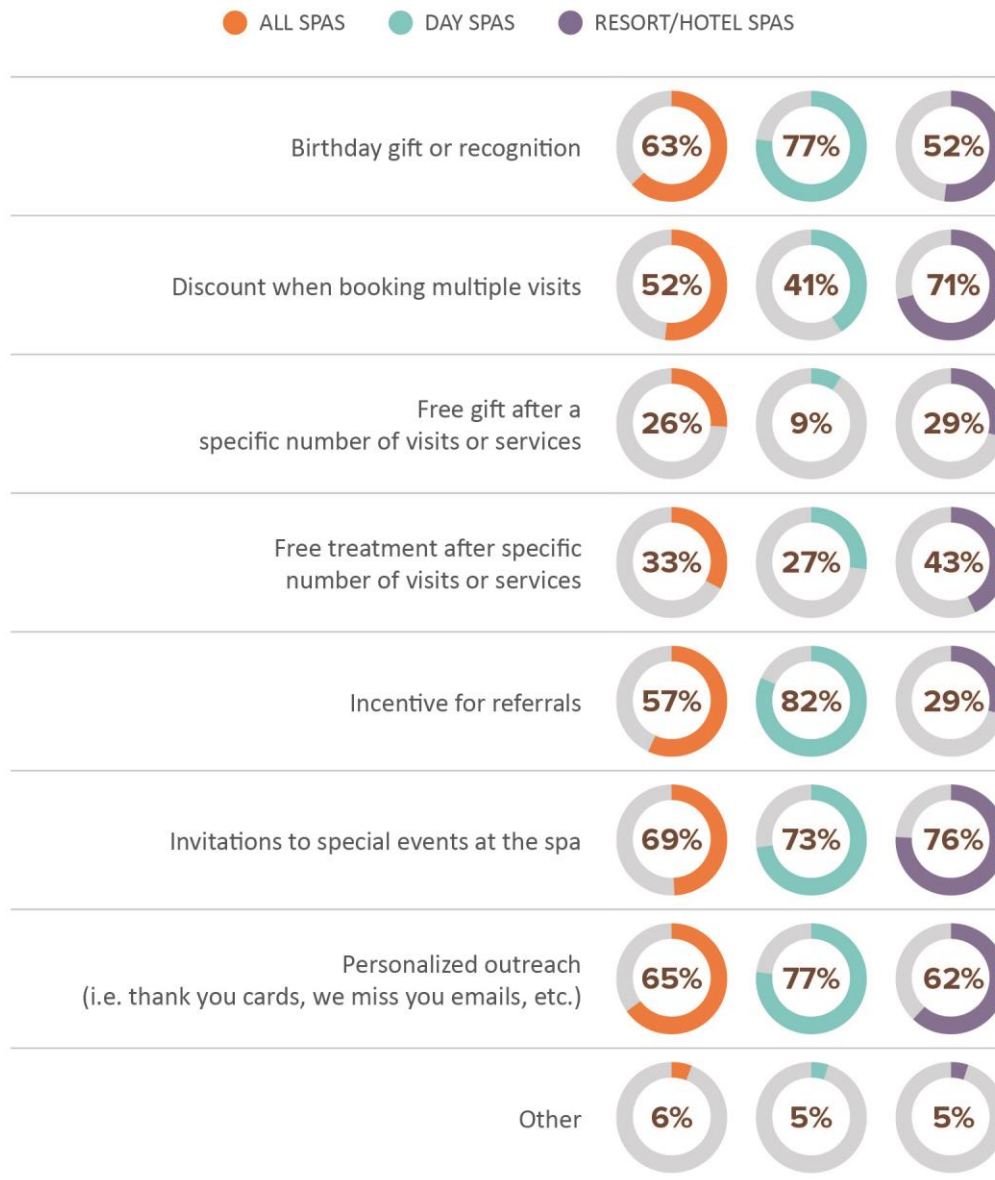 ALL SPAS DAY SPAS RESORT/HOTEL SPAS
Birthday gift or recognition 63% 77% 52%
Discount when booking multiple visits 52% 41% 71%
Free gift after a
specific number of visits or services 26% 9% 29%
Free treatment after specific
number of visits or services 33% 27% 43%
Incentive for referrals 57% 82% 29%
Invitations to special events at the spa 69% 73% 76%
Personalized outreach
(i.e. thank you cards, we miss you emails, etc.) 65% 77% 62%
Other 6% 5% 5%